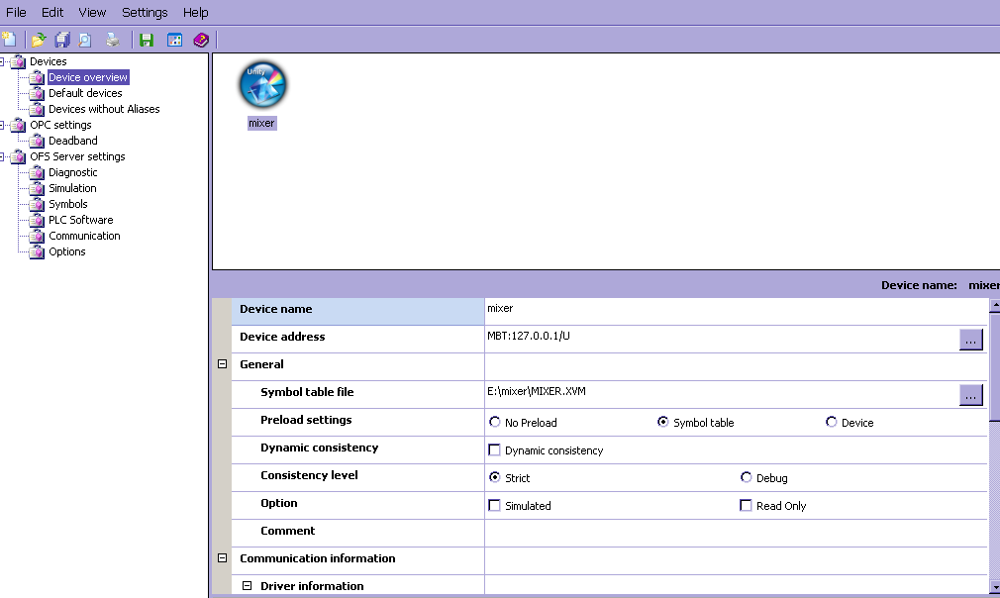 File Edit View Settings Help
Devices
Device overview
Default devices
Devices without Aliases
OPC settings
Deadband
OFS Server settings
Diagnostic
Simulation
Symbols
PLC Software
Communication
Options
Unity
mixer
Device name: mixer
Device name mixer
Device address MBT:127.0.0.1/U ...
General
Symbol table file E:\mixer\MIXER.XVM ...
Preload settings No Preload Symbol table Device
Dynamic consistency Dynamic consistency
Consistency level Strict Debug
Option Simulated Read Only
Comment
Communication information
Driver information